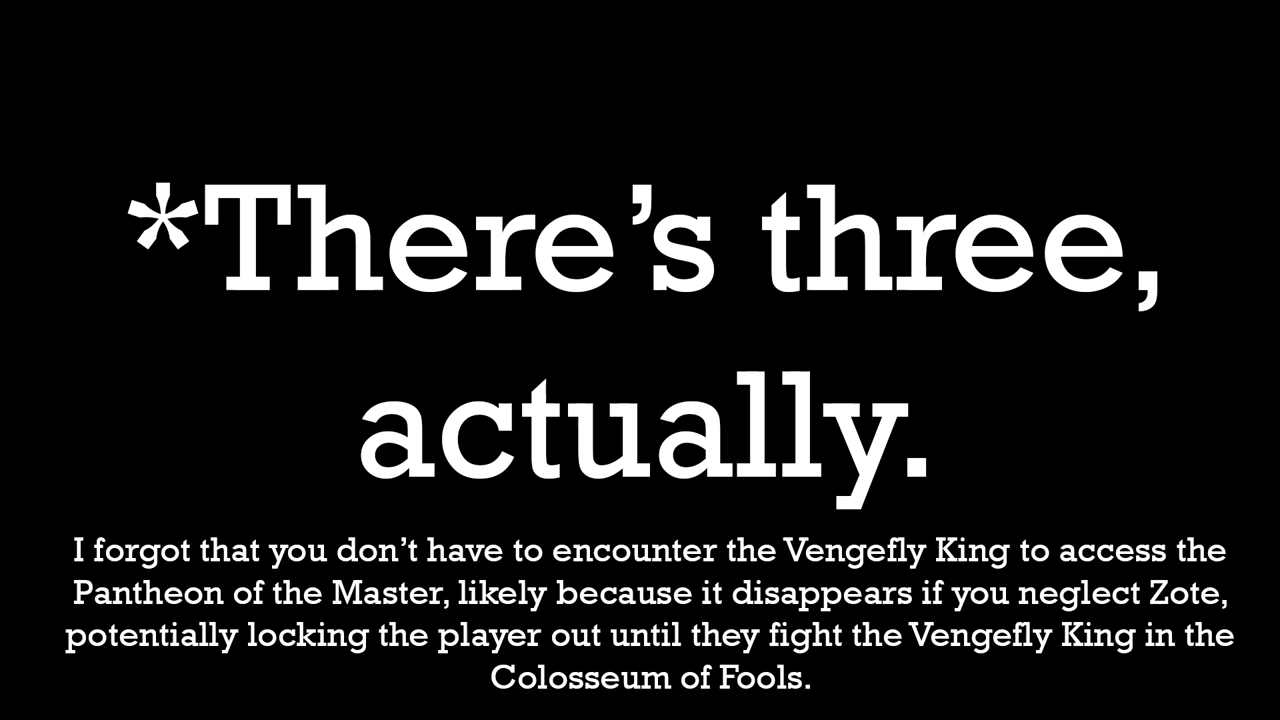 *There’s three,
actually.
I forgot that you don’t have to encounter the Vengefly King to access the
Pantheon of the Master, likely because it disappears if you neglect Zote,
potentially locking the player out until they fight the Vengefly King in the
Colosseum of Fools.